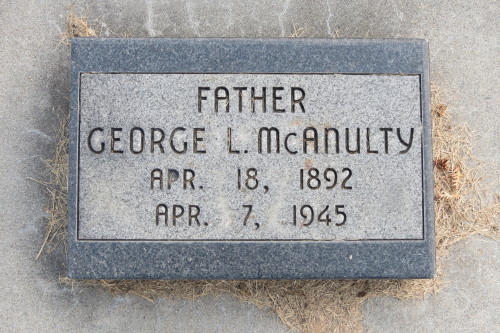 FATHER
GEORGE L. McANULTY
APR. 18, 1892
APR. 7, 1945